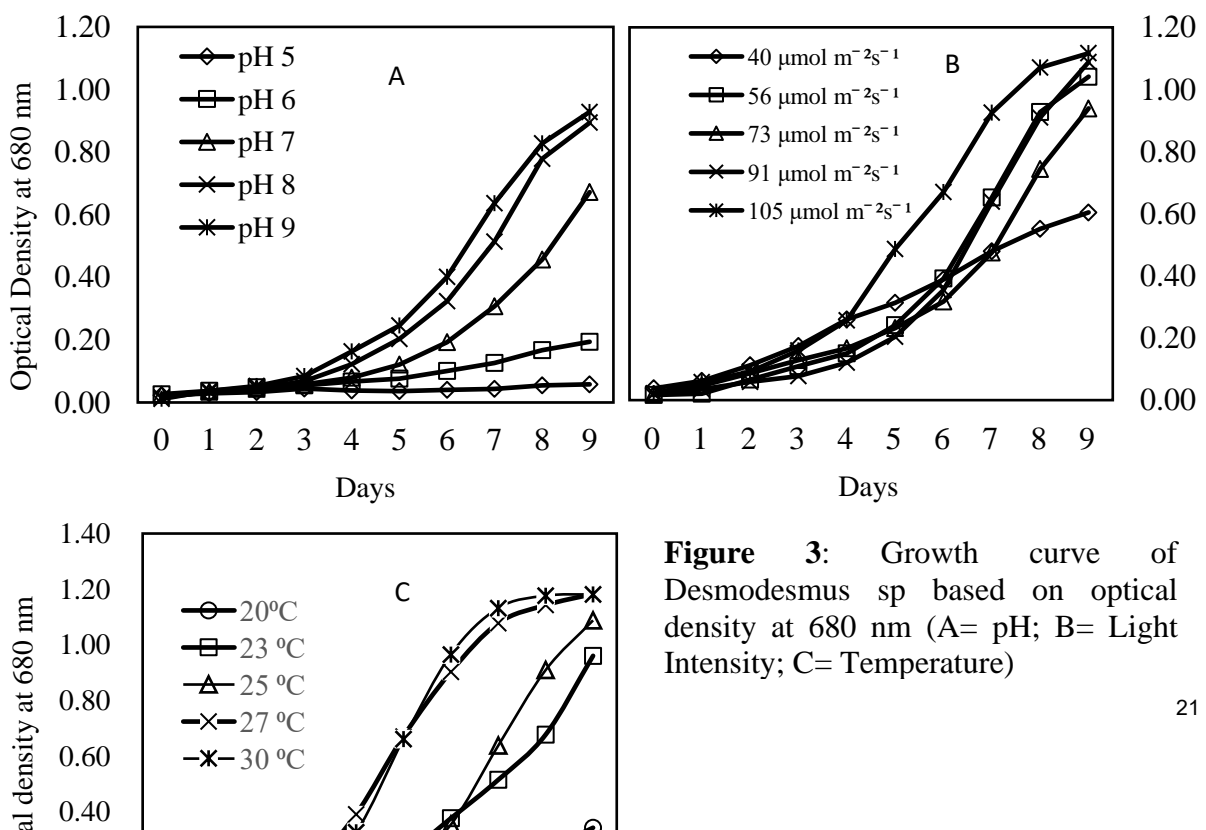 1.20
1.00
0.80
0.60
0.40
0.20
0.00
Optical Density at 680 nm
pH 5
pH 6
pH 7
pH 8
pH 9
A
0 1 2 3 4 5 6 7 8 9
Days
40 μmol m⁻²s⁻¹
56 μmol m⁻²s⁻¹
73 μmol m⁻²s⁻¹
91 μmol m⁻²s⁻¹
105 μmol m⁻²s⁻¹
B
1.20
1.00
0.80
0.60
0.40
0.20
0.00
0 1 2 3 4 5 6 7 8 9
Days
1.40
1.20
1.00
0.80
0.60
0.40
density at 680 nm
20ºC
23 ºC
25 ºC
27 ºC
30 ºC
C
Figure 3: Growth curve of
Desmodesmus sp based on optical
density at 680 nm (A= pH; B= Light
Intensity; C= Temperature)
21